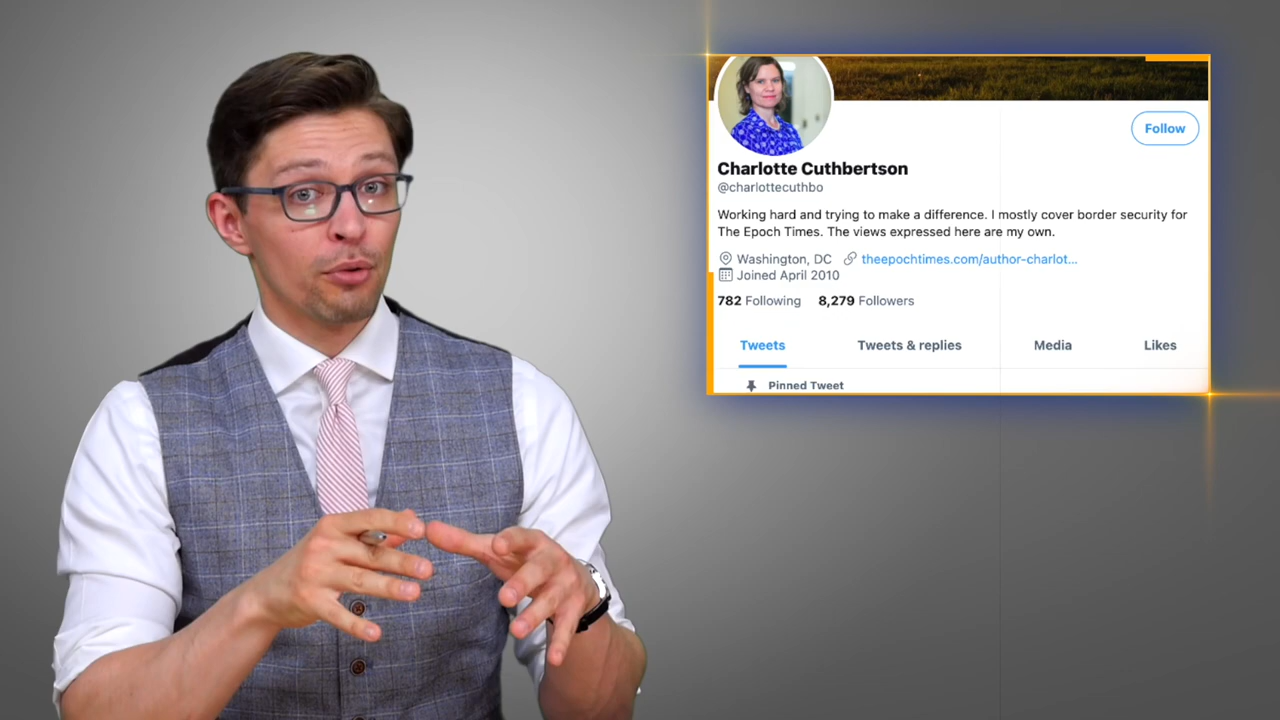 Follow
Charlotte Cuthbertson
@charlottecuthbo
Working hard and trying to make a difference. I mostly cover border security for
The Epoch Times. The views expressed here are my own.
Washington, DC theepochtimes.com/author-charlot...
Joined April 2010
782 Following 8,279 Followers
Tweets Tweets & replies Media Likes
Pinned Tweet